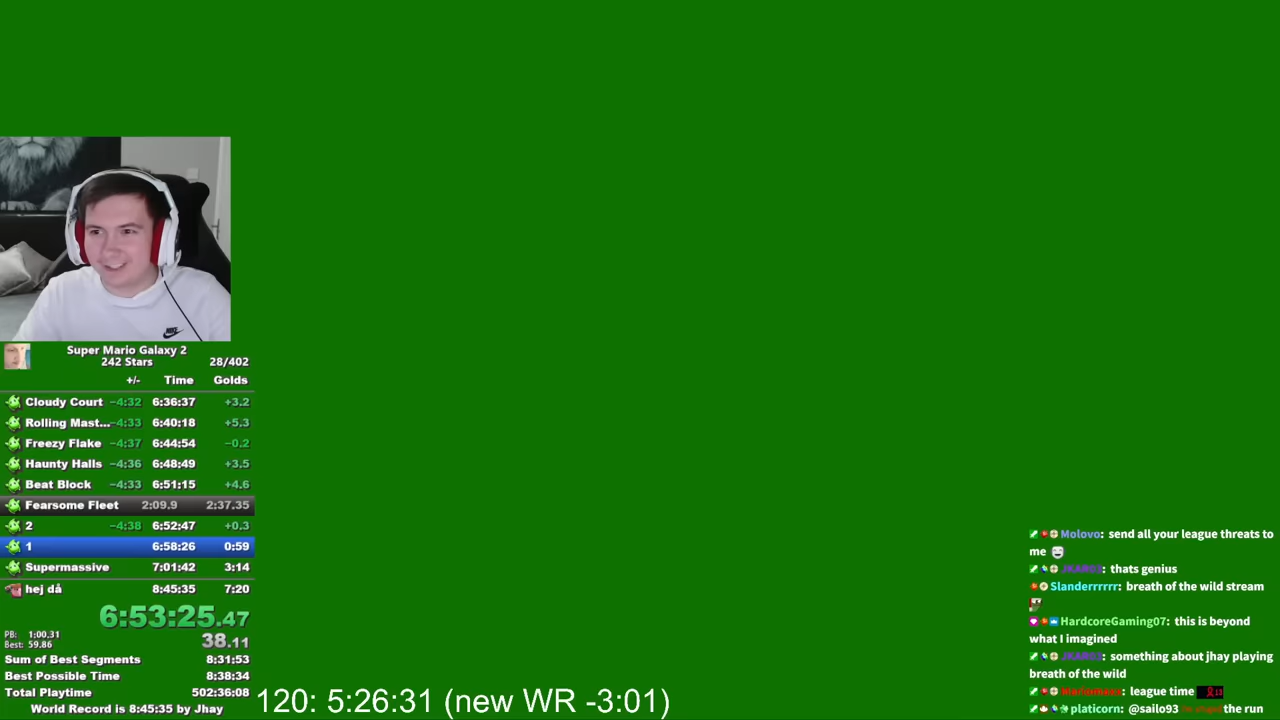 Super Mario Galaxy 2
242 Stars 28/402
+/- Time Golds
Cloudy Court -4:32 6:36:37 +3.2
Rolling Mast... -4:33 6:40:18 +5.3
Freezy Flake -4:37 6:44:54 -0.2
Haunty Halls -4:36 6:48:49 +3.5
Beat Block -4:33 6:51:15 +4.6
Fearsome Fleet 2:09.9 2:37.35
2 -4:38 6:52:47 +0.3
1 6:58:26 0:59
Supermassive 7:01:42 3:14
hej då 8:45:35 7:20
6:53:25.47
PB: 1:00.31
Best: 59.86
38.11
Sum of Best Segments 8:31:53
Best Possible Time 8:38:34
Total Playtime 502:36:08
World Record is 8:45:35 by Jhay
120: 5:26:31 (new WR -3:01)
NIKE
Molovo: send all your league threats to
me
JKAR03: thats genius
Slanderrrrrr: breath of the wild stream
HardcoreGaming07: this is beyond
what I imagined
JKAR03: something about jhay playing
breath of the wild
: league time
platicorn: @sailo93 the run